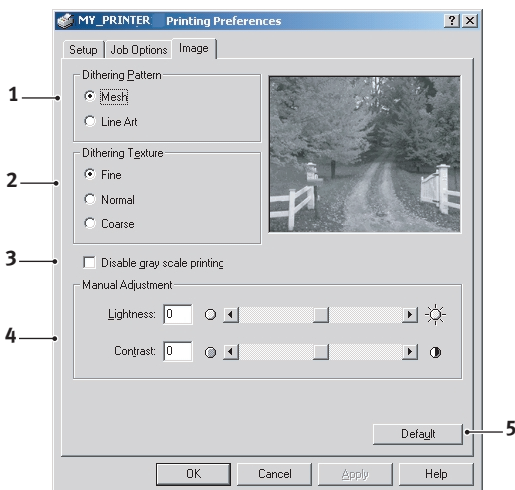 MY_PRINTER Printing Preferences
Setup Job Options Image
1
Dithering Pattern
Mesh
Line Art
2
Dithering Texture
Fine
Normal
Coarse
3
Disable gray scale printing
4
Manual Adjustment
Lightness: 0
Contrast: 0
Default
5
OK Cancel Apply Help